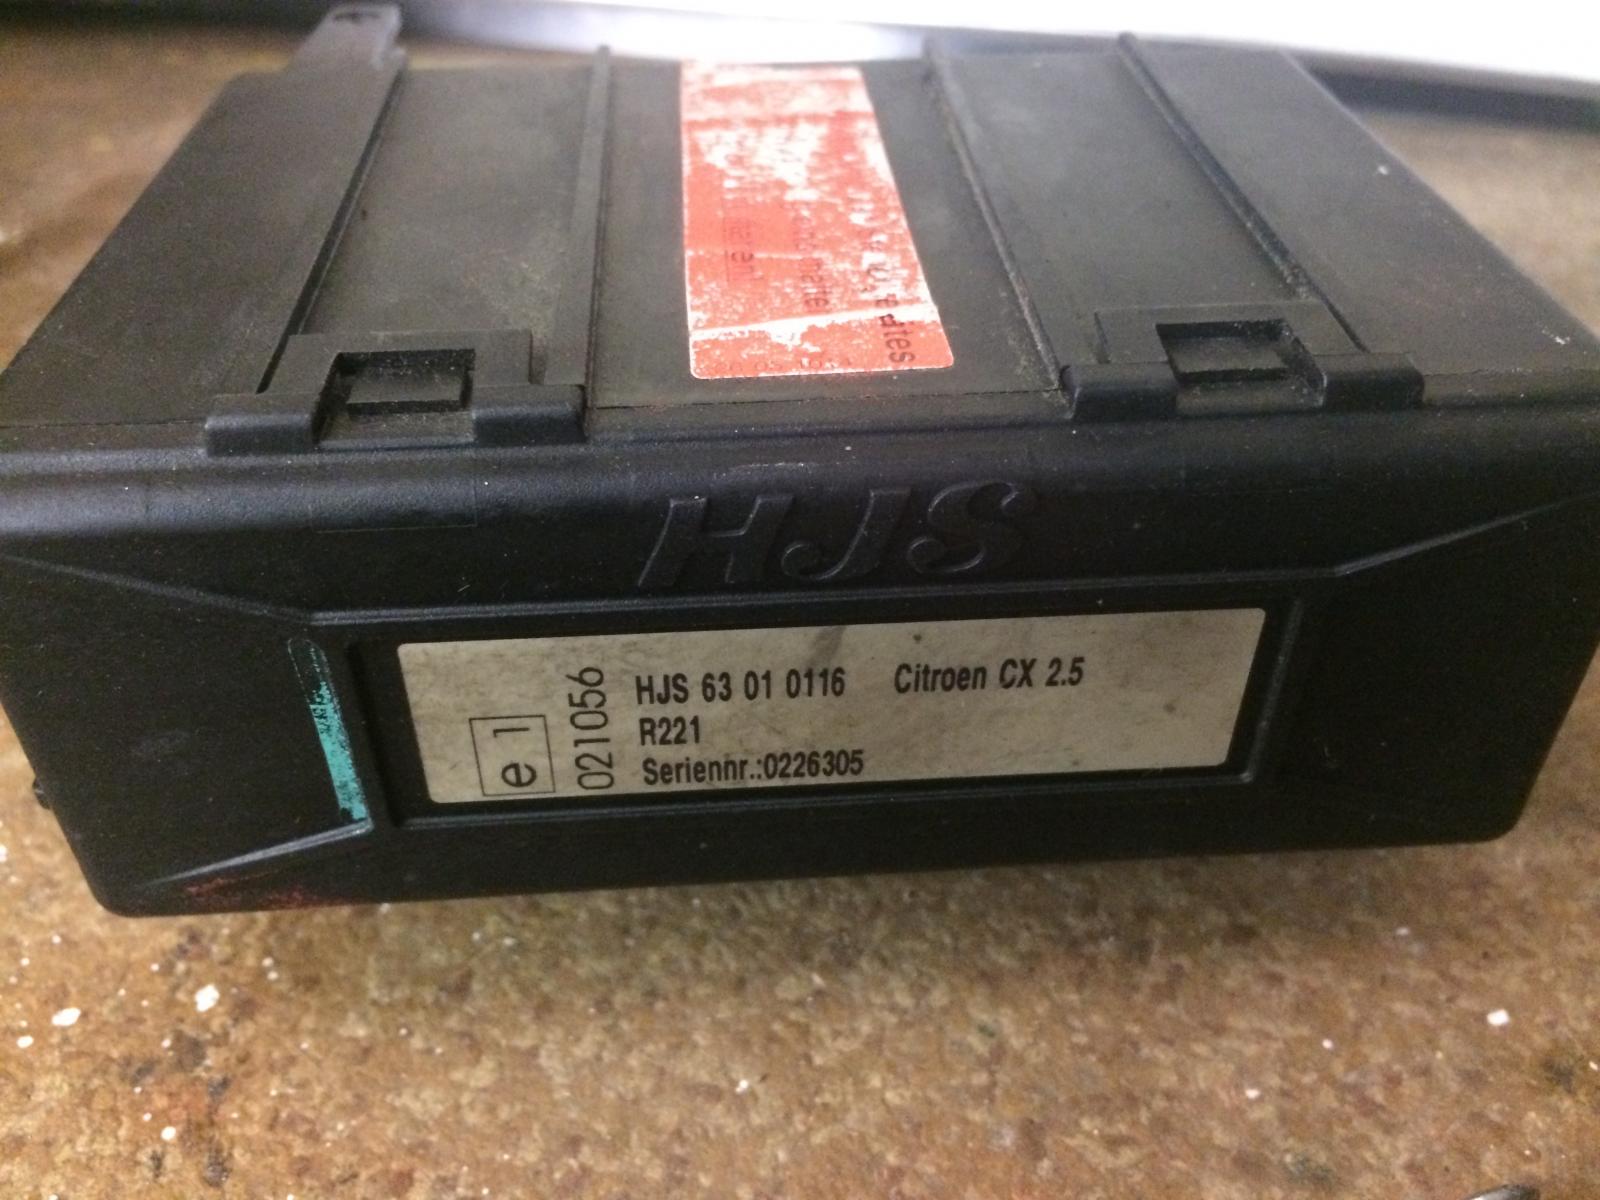 HJS
HJS 63 01 0116 Citroen CX 2.5
R221
Seriennr.:0226305
021056
e 1